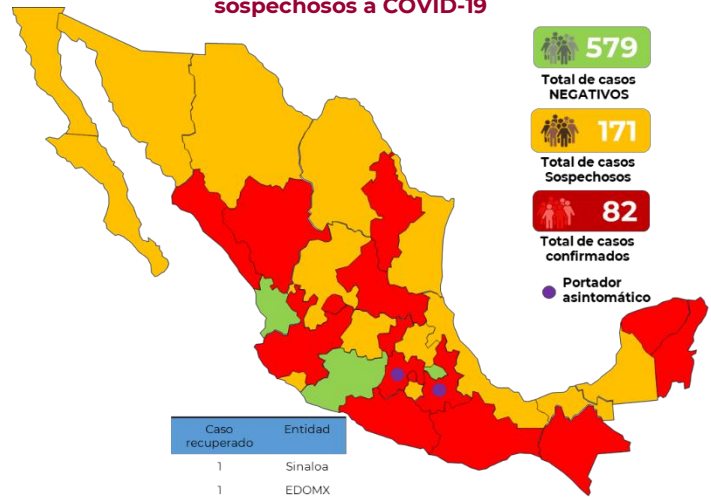 sospechosos a COVID-19
579
Total de casos
NEGATIVOS
171
Total de casos
Sospechosos
82
Total de casos
confirmados
Portador
asintomático
Caso
recuperado
Entidad
1 Sinaloa
1 EDOMX